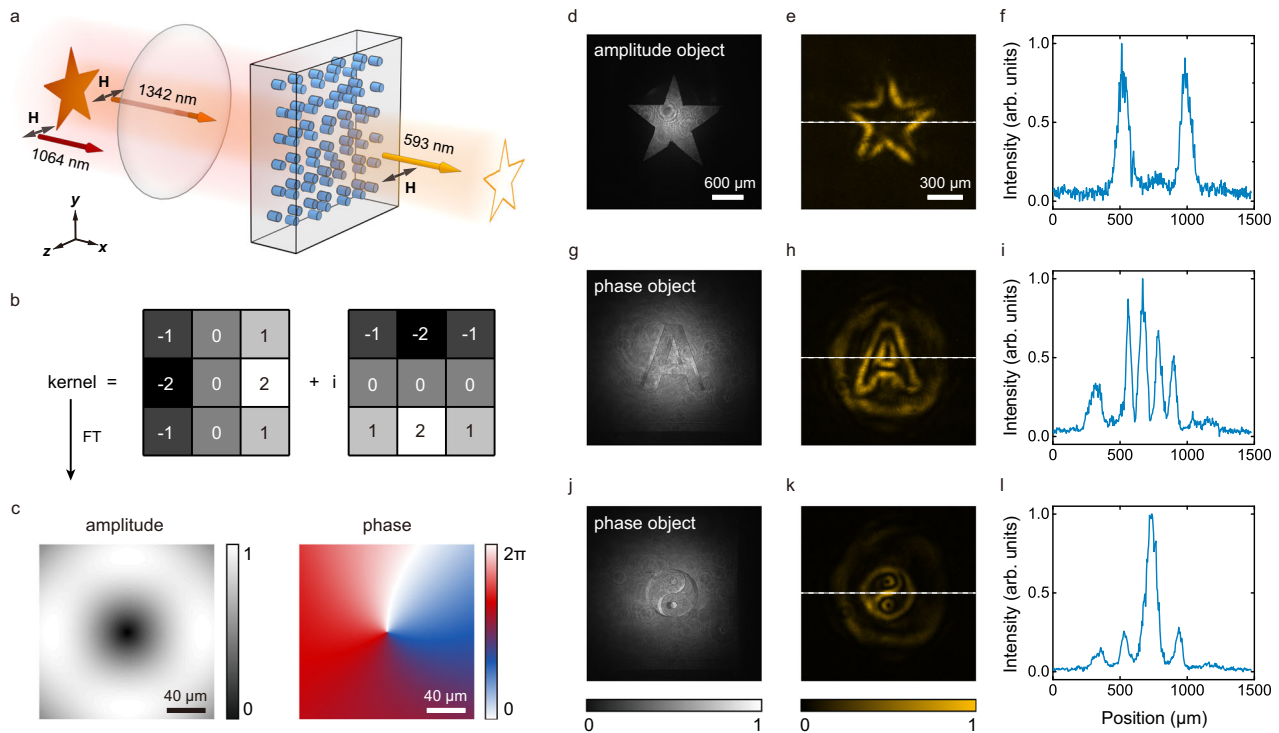 a
H
1342 nm
H
1064 nm
593 nm
H
y
z
x
b
kernel =
-1 0 1
-2 0 2
-1 0 1
+ i
-1 -2 -1
0 0 0
1 2 1
FT
c
amplitude
1
0
40 µm
phase
2π
0
40 µm
d
amplitude object
600 µm
e
300 µm
f
Intensity (arb. units)
1.0
0.5
0.0
0 500 1000 1500
g
phase object
h
i
Intensity (arb. units)
1.0
0.5
0.0
0 500 1000 1500
j
phase object
0 1
k
0 1
l
Intensity (arb. units)
1.0
0.5
0.0
0 500 1000 1500
Position (µm)